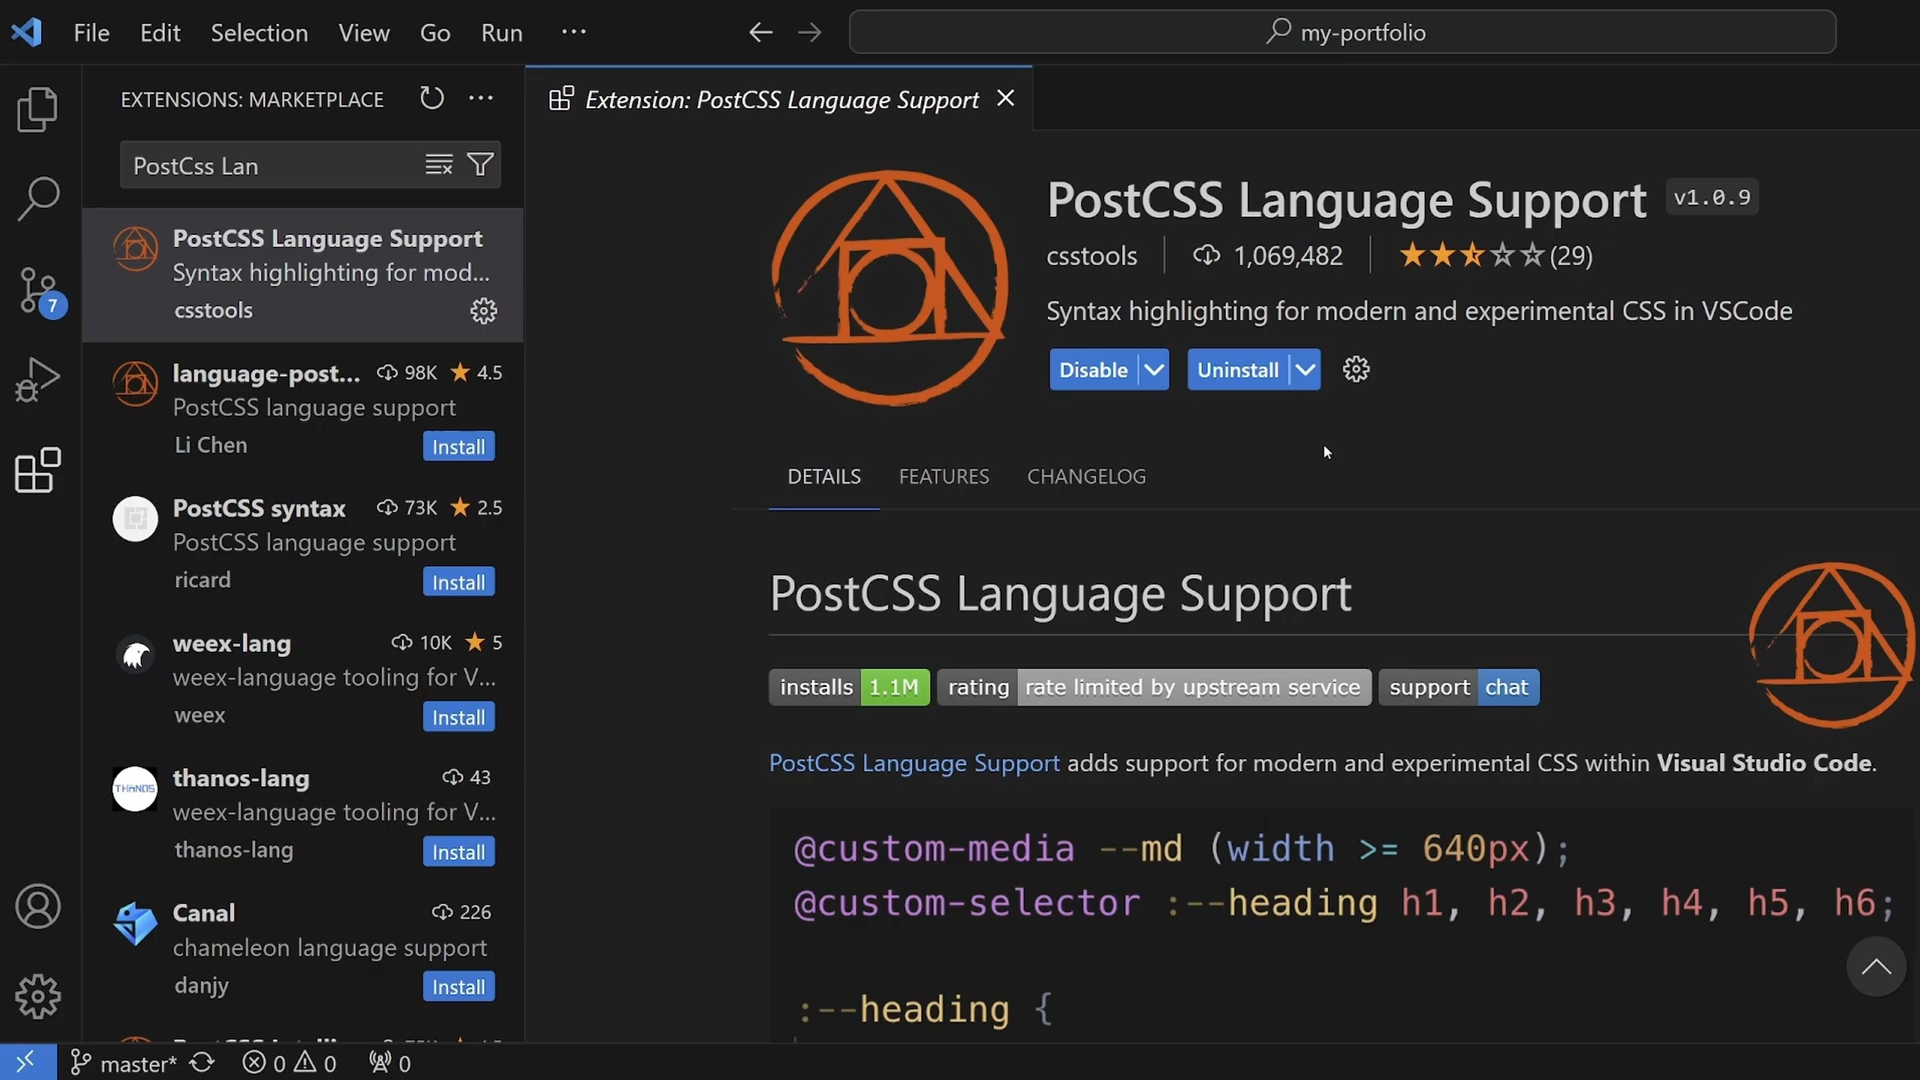 File Edit Selection View Go Run ···
my-portfolio
EXTENSIONS: MARKETPLACE
PostCss Lan
PostCSS Language Support
Syntax highlighting for mod...
csstools
language-post... 98K 4.5
PostCSS language support
Li Chen
Install
PostCSS syntax 73K 2.5
PostCSS language support
ricard
Install
weex-lang 10K 5
weex-language tooling for V...
weex
Install
thanos-lang 43
weex-language tooling for V...
thanos-lang
Install
Canal 226
chameleon language support
danjy
Install
7
THANOS
Extension: PostCSS Language Support
PostCSS Language Support v1.0.9
csstools 1,069,482 (29)
Syntax highlighting for modern and experimental CSS in VSCode
Disable Uninstall
DETAILS FEATURES CHANGELOG
PostCSS Language Support
installs 1.1M rating rate limited by upstream service support chat
PostCSS Language Support adds support for modern and experimental CSS within Visual Studio Code.
@custom-media --md (width >= 640px);
@custom-selector :--heading h1, h2, h3, h4, h5, h6;
:--heading {
master* 0 0 0